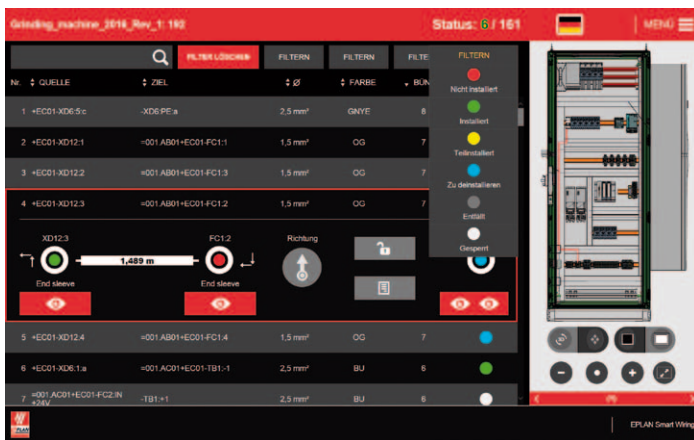 Grinding_machine_2016_Rev_1: 192
Status: 6 / 161
MENÜ
FILTER LÖSCHEN
FILTERN
FILTERN
FILTE
FILTERN
Nr.
QUELLE
ZIEL
Ø
FARBE
BÜN
Nicht installiert
Installiert
Teilinstalliert
Zu deinstallieren
Entfällt
Gesperrt
1 +EC01-XD6:5:c -XD6:PE:a 2,5 mm² GNYE 8
2 +EC01-XD12:1 =001.AB01+EC01-FC1:1 1,5 mm² OG 7
3 +EC01-XD12:2 =001.AB01+EC01-FC1:3 1,5 mm² OG 7
4 +EC01-XD12:3 =001.AB01+EC01-FC1:2 1,5 mm² OG 7
XD12:3
FC1:2
Richtung
1,489 m
End sleeve
End sleeve
5 +EC01-XD12:4 =001.AB01+EC01-FC1:4 1,5 mm² OG 7
6 +EC01-XD6:1:a =001.AC01+EC01-TB1:-1 2,5 mm² BU 6
7 =001.AC01+EC01-FC2:IN +24V -TB1:+1 2,5 mm² BU 6
EPLAN
EPLAN Smart Wiring